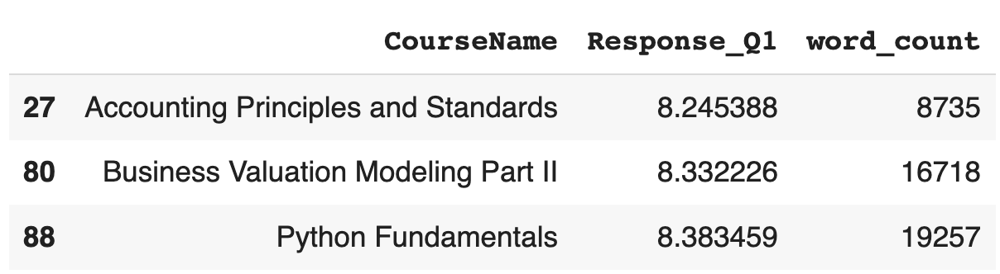 CourseName Response_Q1 word_count
27 Accounting Principles and Standards 8.245388 8735
80 Business Valuation Modeling Part II 8.332226 16718
88 Python Fundamentals 8.383459 19257